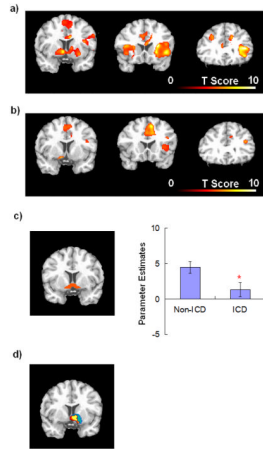 a)
0 T Score 10
b)
0 T Score 10
c)
Parameter Estimates
10
5
0
-5
Non-ICD ICD
*
d)